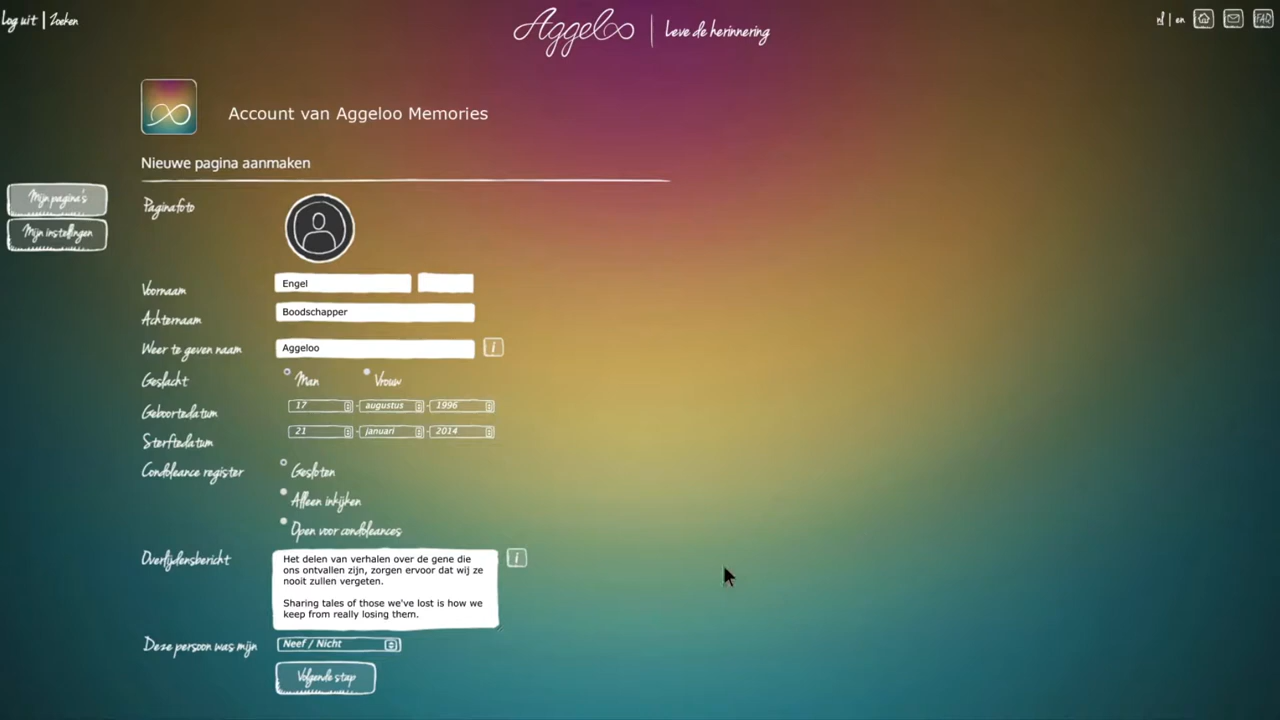 Log uit | Zoeken
Aggeloo | Leve de herinnering
nl | en FAQ
Account van Aggeloo Memories
Nieuwe pagina aanmaken
Mijn pagina's
Mijn instellingen
Paginafoto
Voornaam Engel
Achternaam Boodschapper
Weer te geven naam Aggeloo i
Geslacht Man Vrouw
Geboortedatum 17 - augustus - 1996
Sterftedatum 21 - januari - 2014
Condoleance register Gesloten
Alleen inkijken
Open voor condoleances
Overlijdensbericht i
Het delen van verhalen over de gene die
ons ontvallen zijn, zorgen ervoor dat wij ze
nooit zullen vergeten.
Sharing tales of those we've lost is how we
keep from really losing them.
Deze persoon was mijn Neef / Nicht
Volgende stap